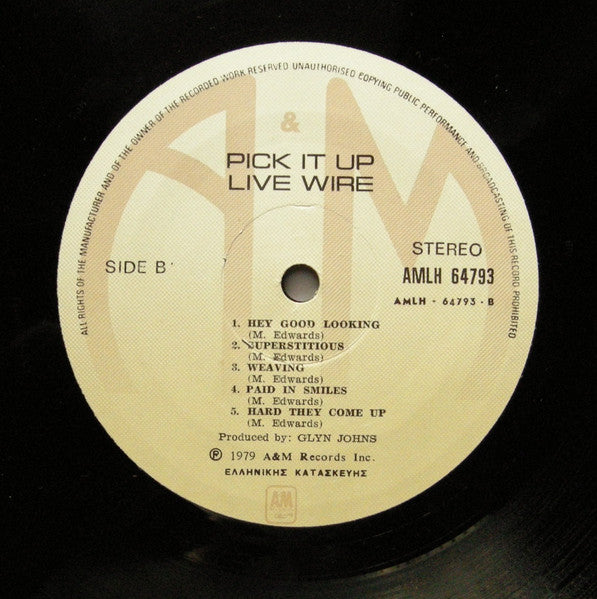 ALL RIGHTS OF THE MANUFACTURER AND OF THE OWNER OF THE RECORDED WORK RESERVED UNAUTHORISED COPYING PUBLIC PERFORMANCE AND BROADCASTING OF THIS RECORD PROHIBITED
A&M
PICK IT UP
LIVE WIRE
SIDE B
STEREO
AMLH 64793
AMLH - 64793 - B
1. HEY GOOD LOOKING
(M. Edwards)
2. SUPERSTITIOUS
(M. Edwards)
3. WEAVING
(M. Edwards)
4. PAID IN SMILES
(M. Edwards)
5. HARD THEY COME UP
(M. Edwards)
Produced by: GLYN JOHNS
℗ 1979 A&M Records Inc.
ΕΛΛΗΝΙΚΗΣ ΚΑΤΑΣΚΕΥΗΣ
AM